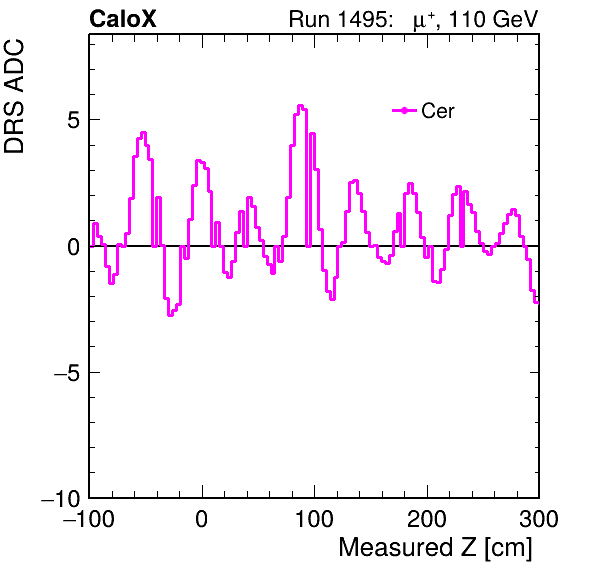 CaloX Run 1495: μ⁺, 110 GeV
DRS ADC
Cer
5
0
−5
−10
−100 0 100 200 300
Measured Z [cm]